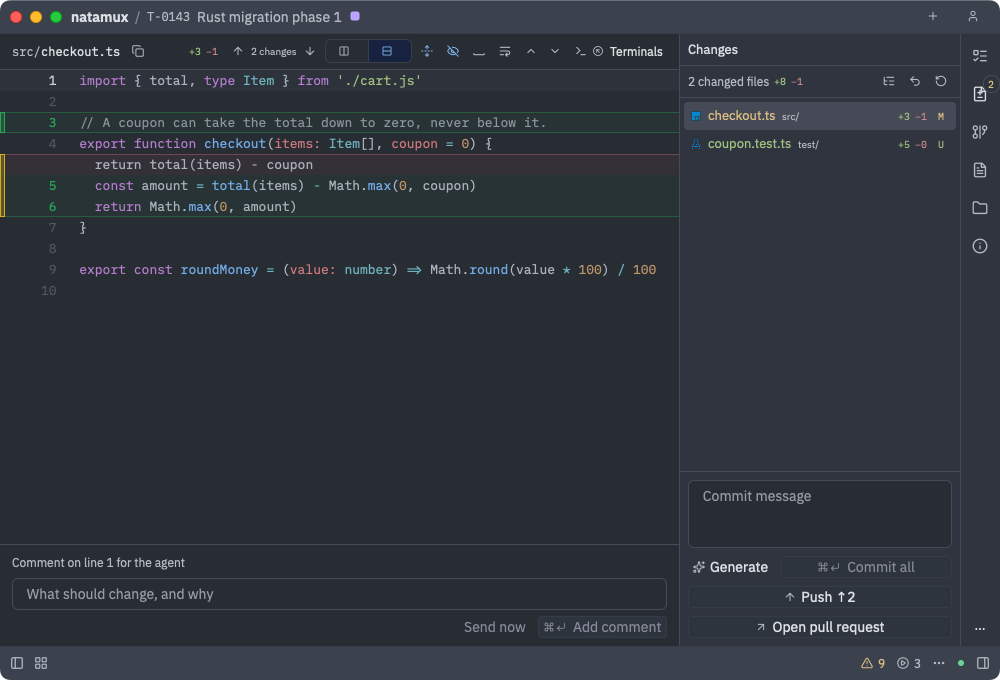 natamux / T-0143 Rust migration phase 1
src/checkout.ts +3 −1 2 changes Terminals
1 import { total, type Item } from './cart.js'
2
3 // A coupon can take the total down to zero, never below it.
4 export function checkout(items: Item[], coupon = 0) {
return total(items) - coupon
5 const amount = total(items) - Math.max(0, coupon)
6 return Math.max(0, amount)
7 }
8
9 export const roundMoney = (value: number) => Math.round(value * 100) / 100
10
Comment on line 1 for the agent
What should change, and why
Send now ⌘↵ Add comment
Changes
2 changed files +8 −1
checkout.ts src/ +3 −1 M
coupon.test.ts test/ +5 −0 U
Commit message
Generate ⌘↵ Commit all
↑ Push ↑2
Open pull request
2
9 3